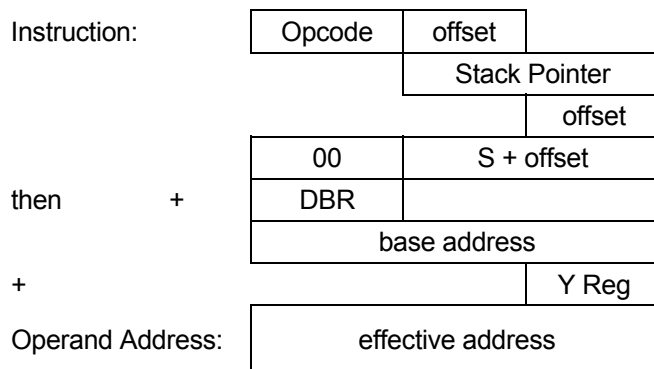 Instruction: Opcode offset
Stack Pointer
offset
00 S + offset
then + DBR
base address
+ Y Reg
Operand Address: effective address